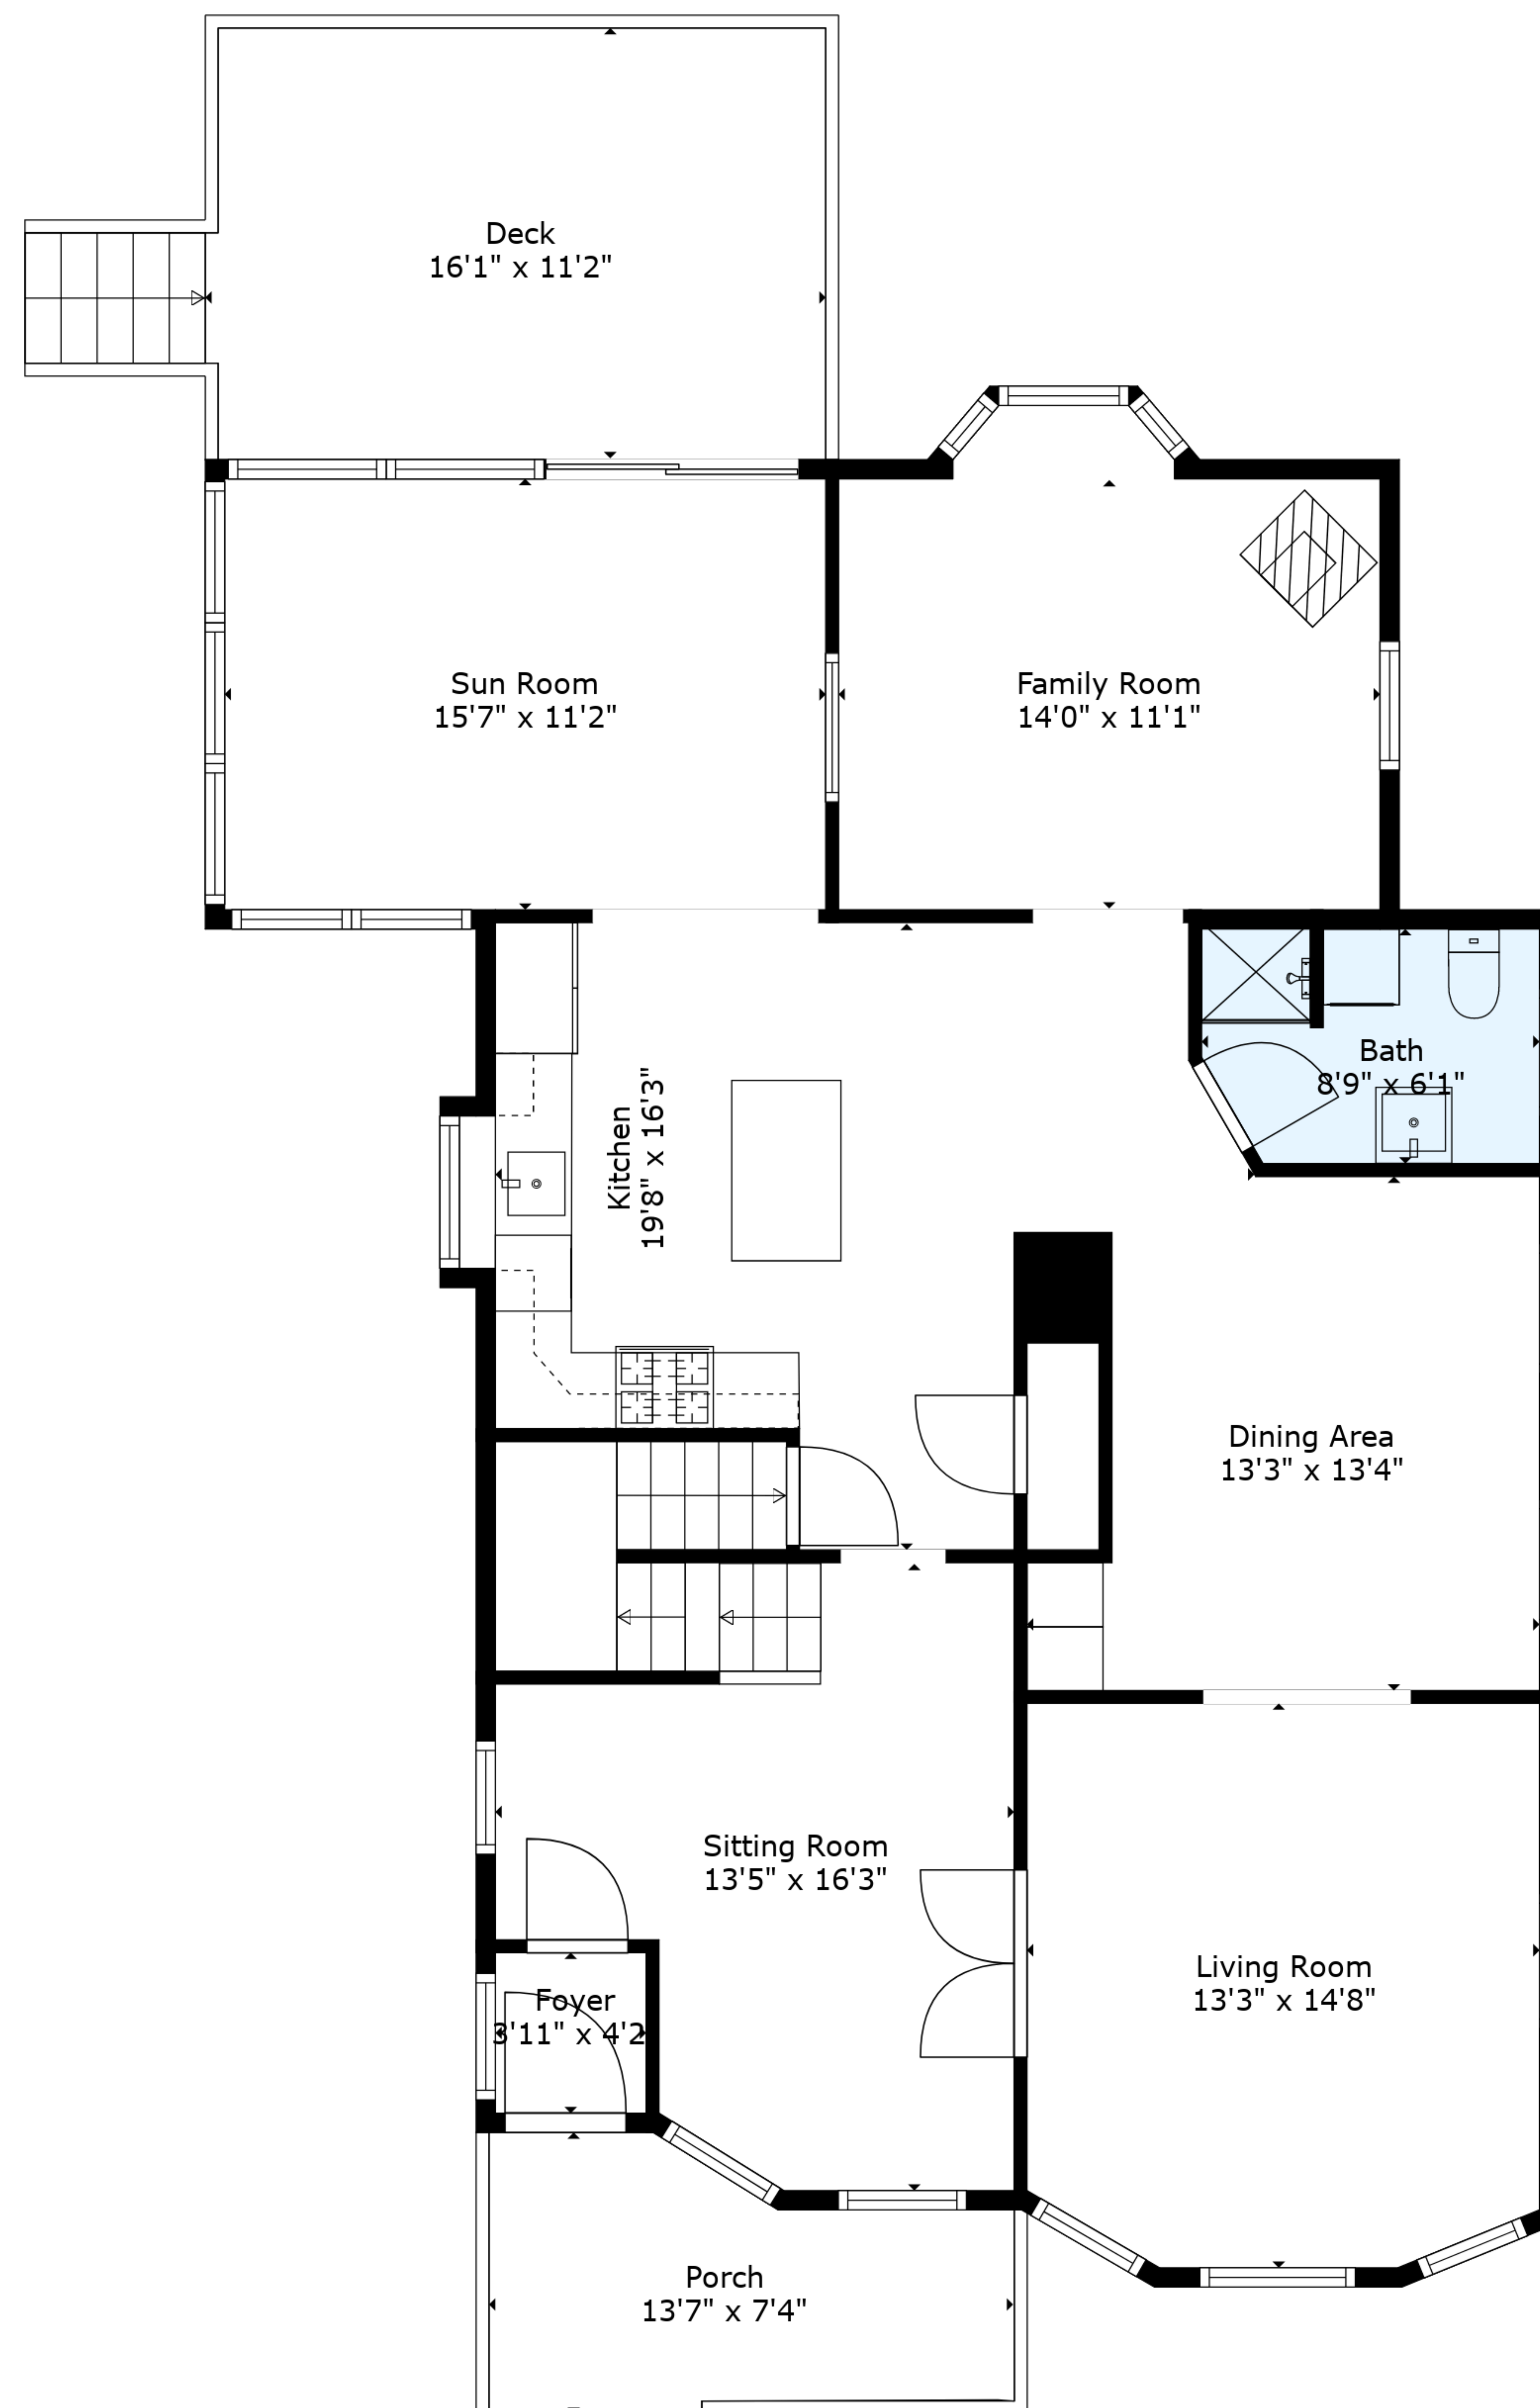 Deck
16'1" x 11'2"
Sun Room
15'7" x 11'2"
Family Room
14'0" x 11'1"
Bath
8'9" x 6'1"
Kitchen
19'8" x 16'3"
Dining Area
13'3" x 13'4"
Sitting Room
13'5" x 16'3"
Living Room
13'3" x 14'8"
Foyer
3'11" x 4'2
Porch
13'7" x 7'4"